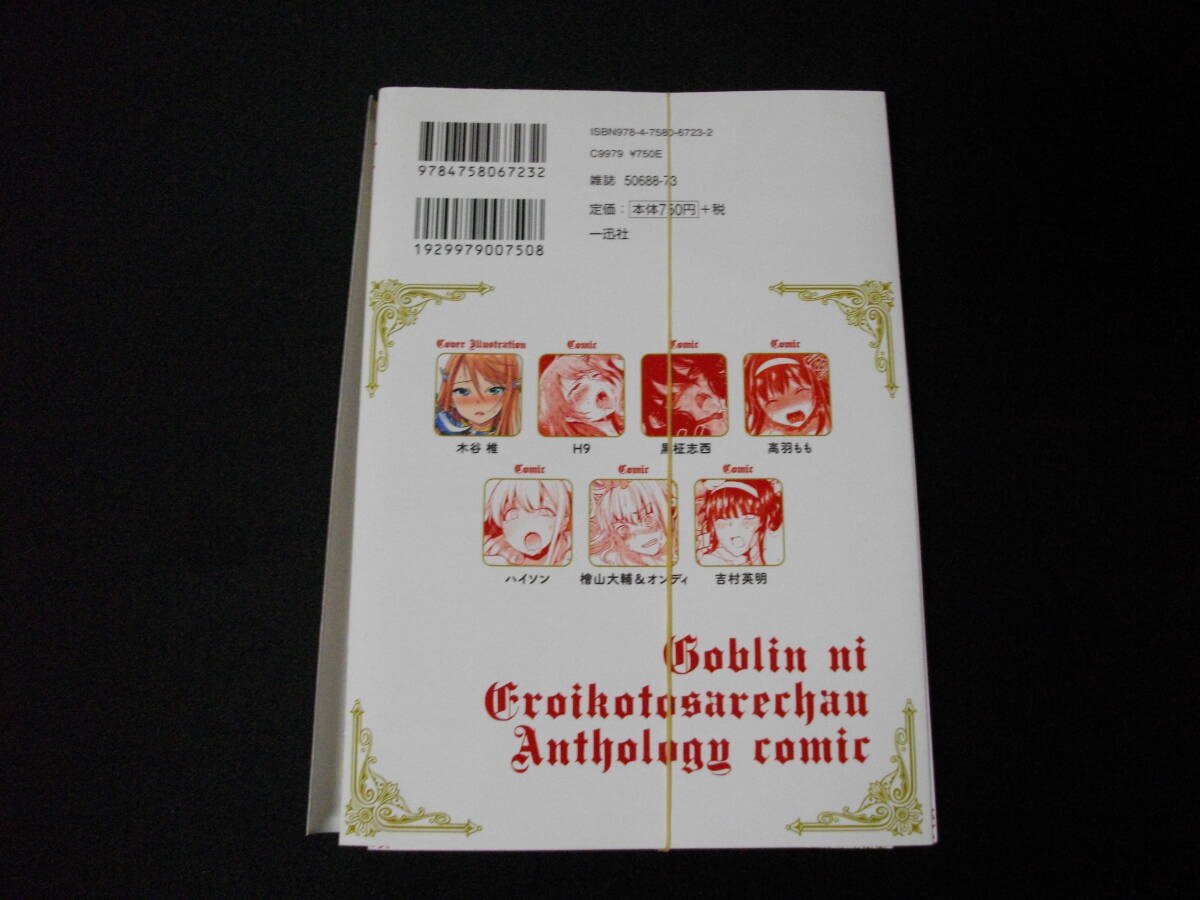 ISBN978-4-7580-6723-2
C9979 ¥750E
9784758067232
雑誌 50688-73
定価：本体750円＋税
1929979007508
一迅社
Cover Illustration Comic Comic Comic
木谷 椎 H9 黒柾志西 高羽もも
Comic Comic Comic
ハイソン 檜山大輔＆オンディ 吉村英明
Goblin ni
Eroikotosarechau
Anthology comic